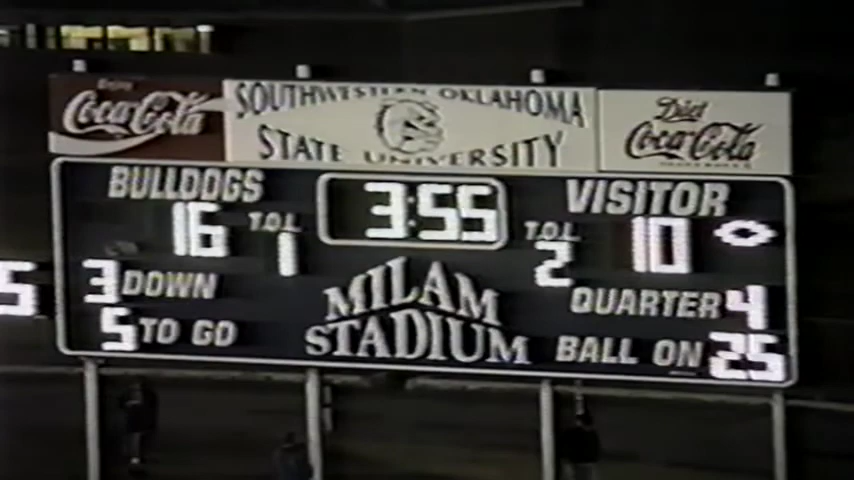 Coca-Cola
SOUTHWESTERN OKLAHOMA
STATE UNIVERSITY
Diet
Coca-Cola
BULLDOGS
3:55
VISITOR
16
T.O.L
1
T.O.L
2
10
3 DOWN
MILAM
STADIUM
QUARTER 4
5
5 TO GO
BALL ON 25